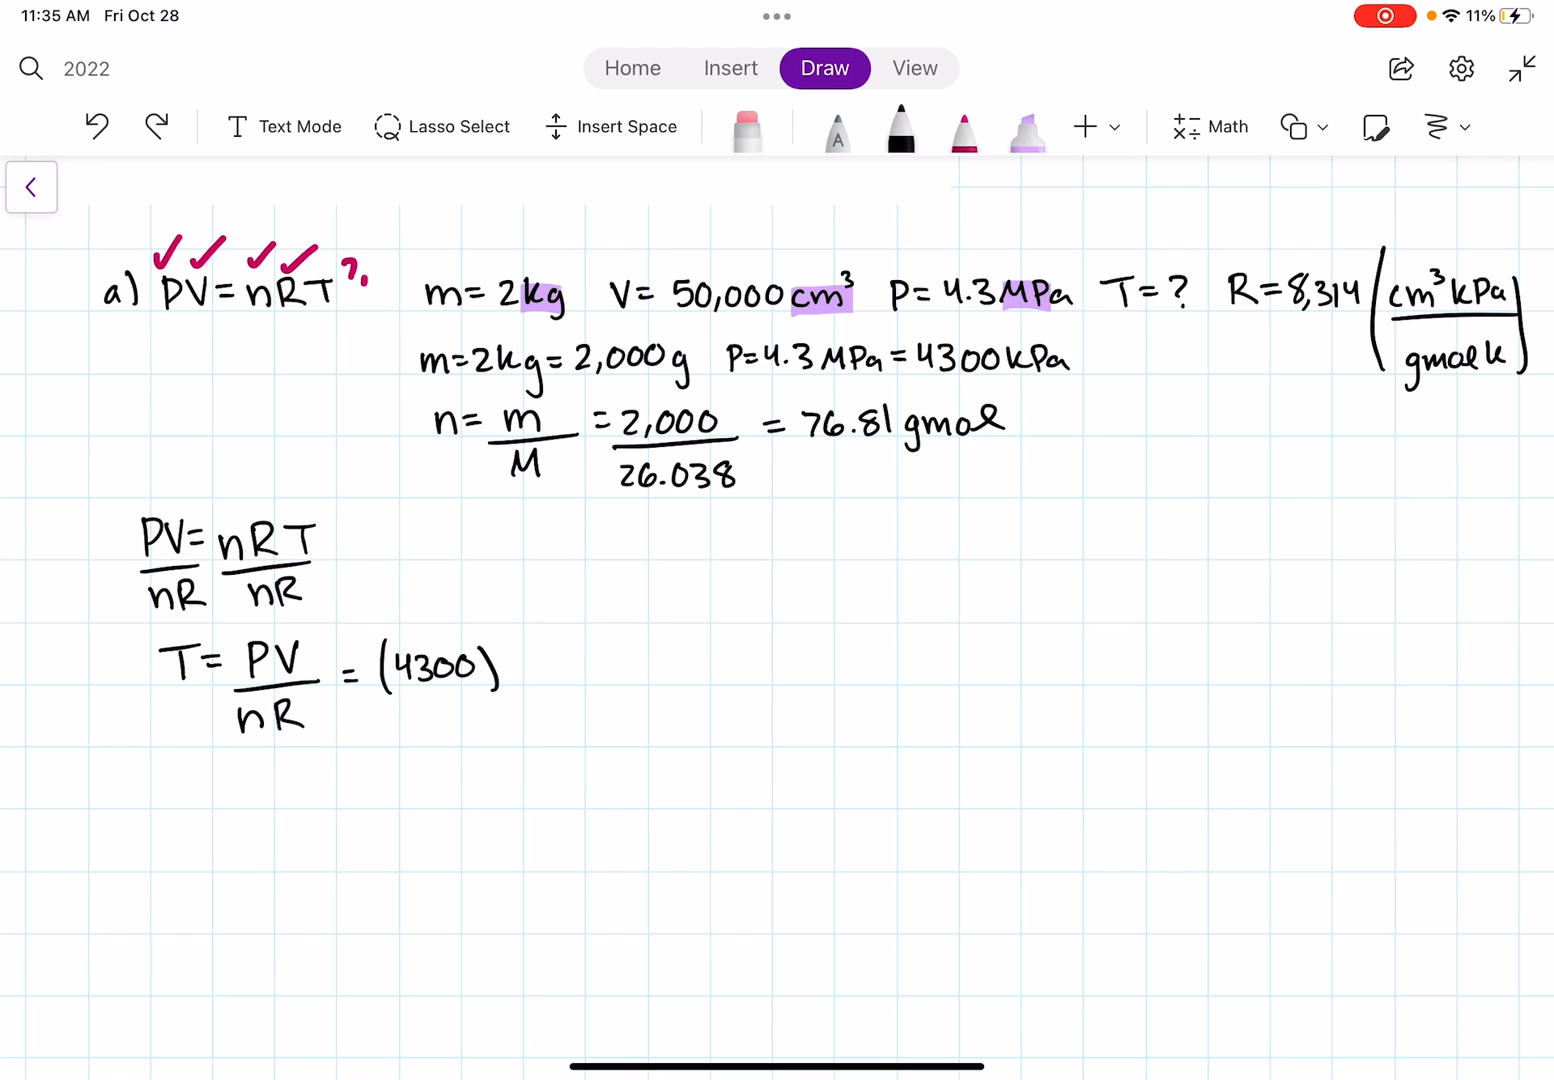 11:35 AM Fri Oct 28 11%
2022 Home Insert Draw View
Text Mode Lasso Select Insert Space A Math
a) PV = nRT ?. m = 2kg V = 50,000 cm³ P = 4.3 MPa T = ? R = 8,314 (cm³ kPa / gmol K)
m = 2kg = 2,000 g P = 4.3 MPa = 4300 kPa
n = m / M = 2,000 / 26.038 = 76.81 gmol
PV / nR = nRT / nR
T = PV / nR = (4300)